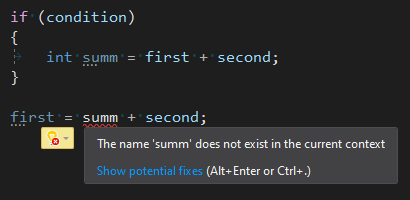 if (condition)
{
int summ = first + second;
}
first = summ + second;
The name 'summ' does not exist in the current context
Show potential fixes (Alt+Enter or Ctrl+.)